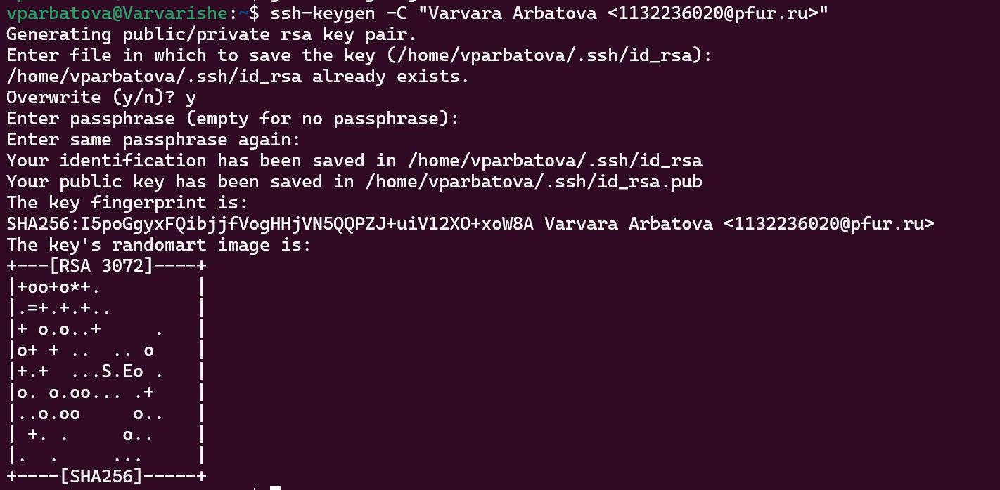 vparbatova@Varvarishe:~$ ssh-keygen -C "Varvara Arbatova <1132236020@pfur.ru>"
Generating public/private rsa key pair.
Enter file in which to save the key (/home/vparbatova/.ssh/id_rsa):
/home/vparbatova/.ssh/id_rsa already exists.
Overwrite (y/n)? y
Enter passphrase (empty for no passphrase):
Enter same passphrase again:
Your identification has been saved in /home/vparbatova/.ssh/id_rsa
Your public key has been saved in /home/vparbatova/.ssh/id_rsa.pub
The key fingerprint is:
SHA256:I5poGgyxFQibjjfVogHHjVN5QQPZJ+uiV12XO+xoW8A Varvara Arbatova <1132236020@pfur.ru>
The key's randomart image is:
+---[RSA 3072]----+
|+oo+o*+.         |
|.=+.+.+..        |
|+ o.o..+     .   |
|o+ + ..  .. o    |
|+.+  ...S.Eo .   |
|o. o.oo... .+    |
|..o.oo     o..   |
| +. .     o..    |
|.  .     ...     |
+----[SHA256]-----+